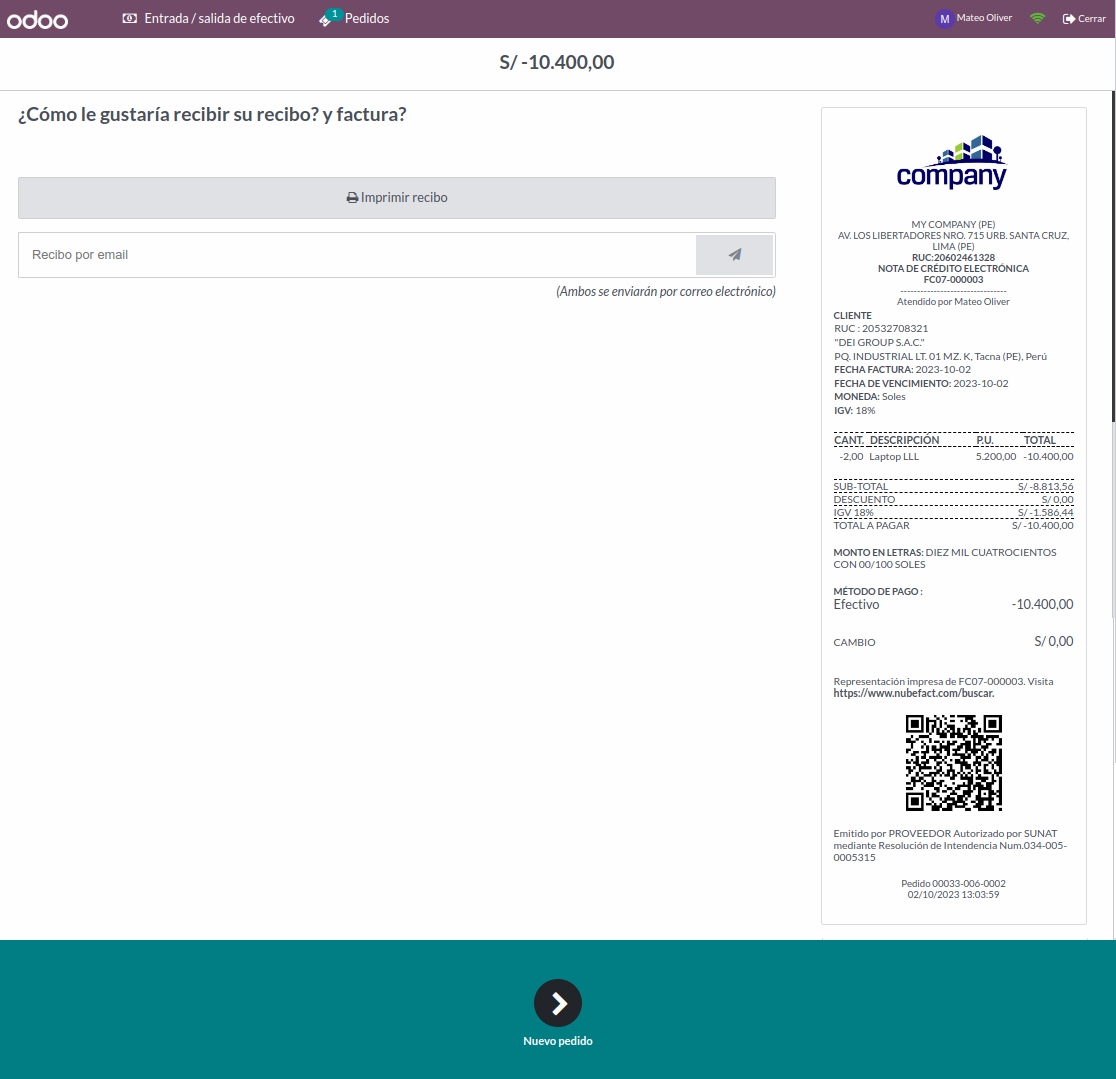 odoo
Entrada / salida de efectivo
1
Pedidos
M
Mateo Oliver
Cerrar
S/ -10.400,00
¿Cómo le gustaría recibir su recibo? y factura?
Imprimir recibo
Recibo por email
(Ambos se enviarán por correo electrónico)
company
MY COMPANY (PE)
AV. LOS LIBERTADORES NRO. 715 URB. SANTA CRUZ,
LIMA (PE)
RUC:20602461328
NOTA DE CRÉDITO ELECTRÓNICA
FC07-000003
--------------------------------
Atendido por Mateo Oliver
CLIENTE
RUC : 20532708321
"DEI GROUP S.A.C."
PQ. INDUSTRIAL LT. 01 MZ. K, Tacna (PE), Perú
FECHA FACTURA: 2023-10-02
FECHA DE VENCIMIENTO: 2023-10-02
MONEDA: Soles
IGV: 18%
CANT. DESCRIPCIÓN P.U. TOTAL
-2,00 Laptop LLL 5.200,00 -10.400,00
SUB-TOTAL S/ -8.813,56
DESCUENTO S/ 0,00
IGV 18% S/ -1.586,44
TOTAL A PAGAR S/ -10.400,00
MONTO EN LETRAS: DIEZ MIL CUATROCIENTOS
CON 00/100 SOLES
MÉTODO DE PAGO :
Efectivo -10.400,00
CAMBIO S/ 0,00
Representación impresa de FC07-000003. Visita
https://www.nubefact.com/buscar.
Emitido por PROVEEDOR Autorizado por SUNAT
mediante Resolución de Intendencia Num.034-005-
0005315
Pedido 00033-006-0002
02/10/2023 13:03:59
Nuevo pedido